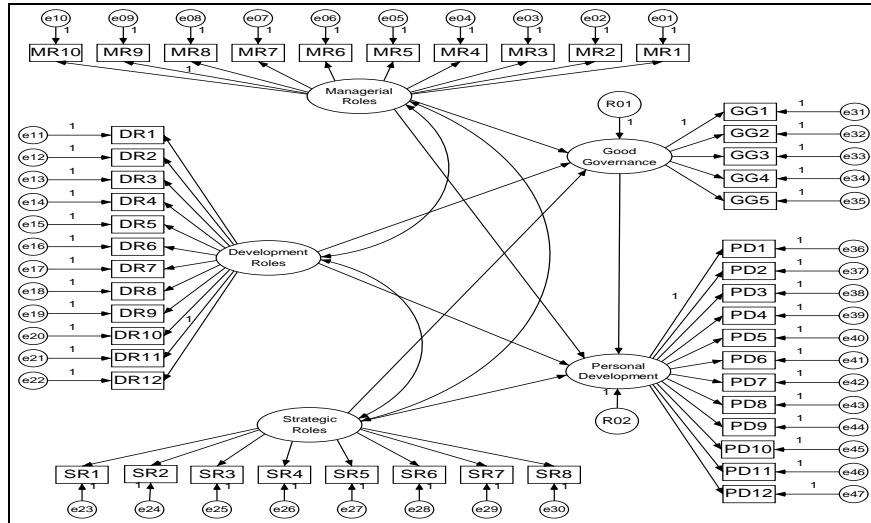 e10 e09 e08 e07 e06 e05 e04 e03 e02 e01
1 1 1 1 1 1 1 1 1 1
MR10 MR9 MR8 MR7 MR6 MR5 MR4 MR3 MR2 MR1
1
Managerial
Roles
R01
1
Good
Governance
1
GG1 1 e31
GG2 1 e32
GG3 1 e33
GG4 1 e34
GG5 1 e35
e11 1 DR1
e12 1 DR2
e13 1 DR3
e14 1 DR4
e15 1 DR5
e16 1 DR6
e17 1 DR7
e18 1 DR8
e19 1 DR9
e20 1 DR10
e21 1 DR11
e22 1 DR12
1
Development
Roles
1
PD1 1 e36
PD2 1 e37
PD3 1 e38
PD4 1 e39
PD5 1 e40
PD6 1 e41
PD7 1 e42
PD8 1 e43
PD9 1 e44
PD10 1 e45
PD11 1 e46
PD12 1 e47
Personal
Development
1
R02
Strategic
Roles
SR1 SR2 SR3 SR4 SR5 SR6 SR7 SR8
1 1 1 1 1 1 1 1
1
e23 e24 e25 e26 e27 e28 e29 e30